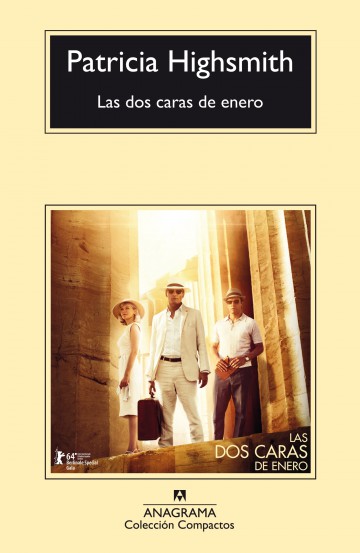 Patricia Highsmith
Las dos caras de enero
64
Berlinale Special
Gala
LAS
DOS CARAS
DE ENERO
ANAGRAMA
Colección Compactos